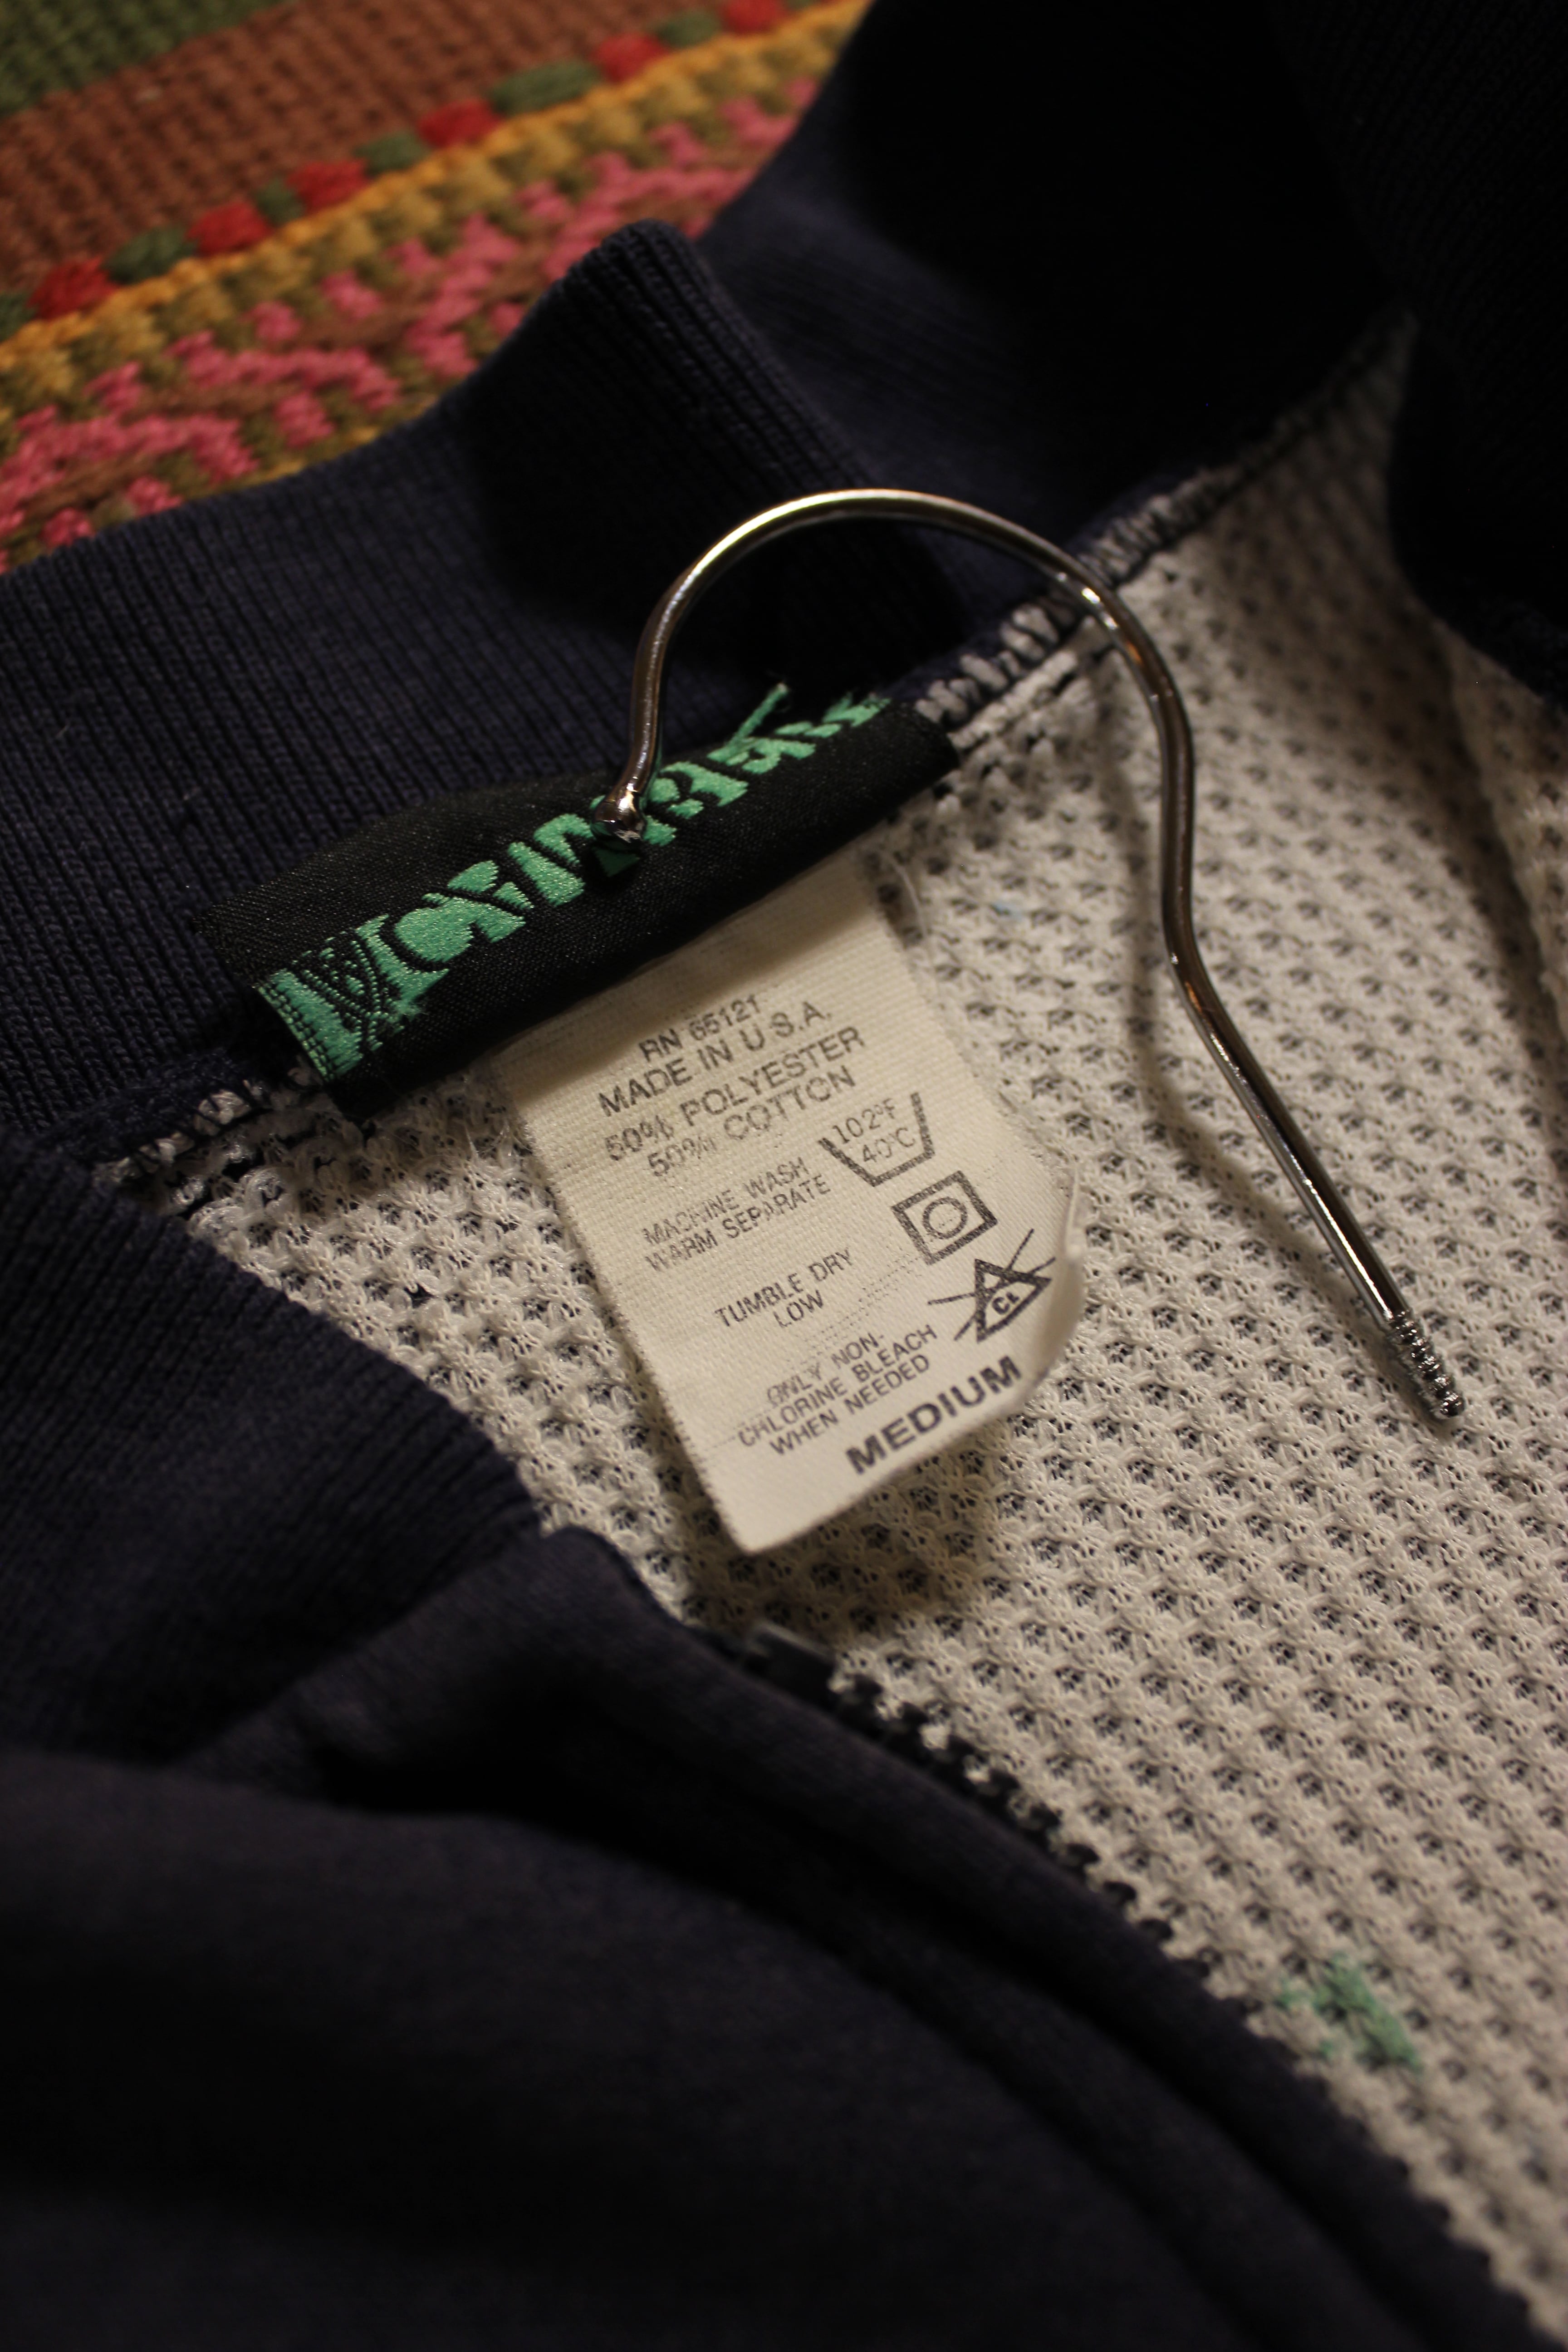 RN 65121
MADE IN U.S.A.
50% POLYESTER
50% COTTON
MACHINE WASH
WARM SEPARATE
102°F
40°C
TUMBLE DRY
LOW
ONLY NON-
CHLORINE BLEACH
WHEN NEEDED
CL
MEDIUM